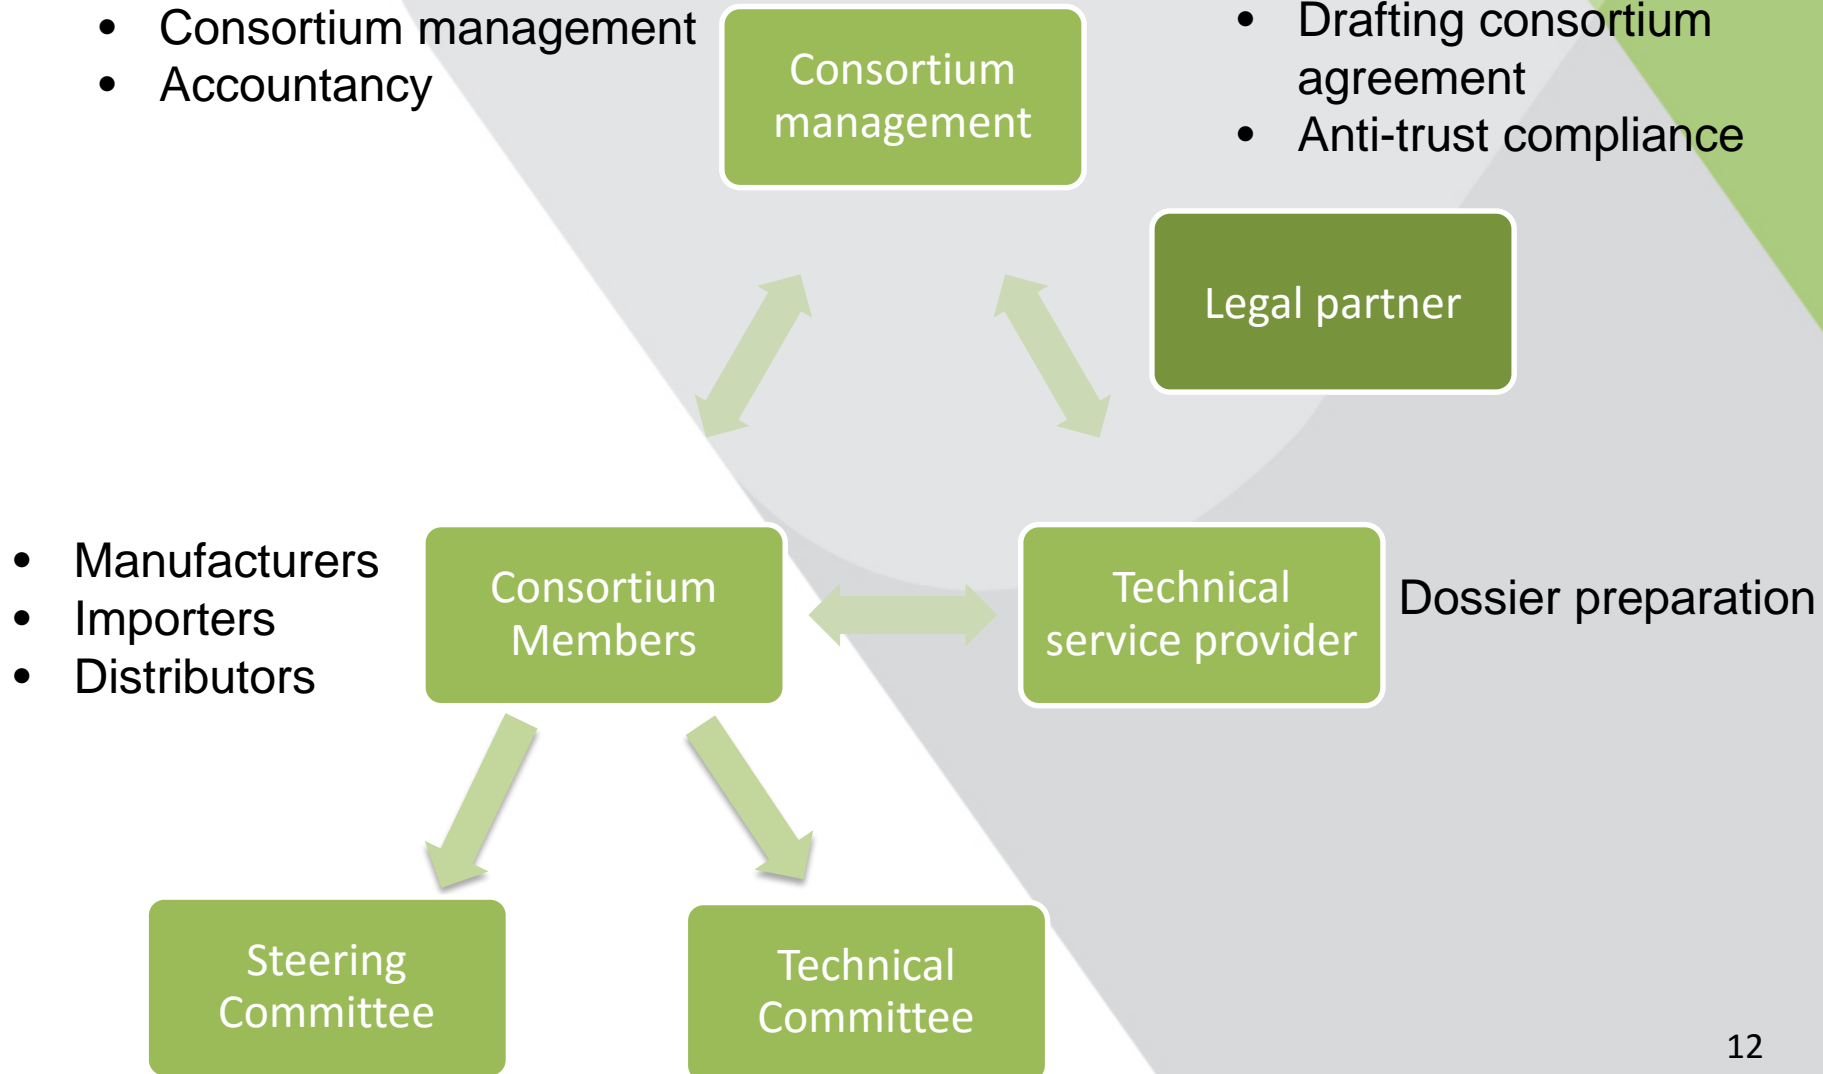 • Consortium management
• Accountancy
Consortium
management
• Drafting consortium
agreement
• Anti-trust compliance
Legal partner
• Manufacturers
• Importers
• Distributors
Consortium
Members
Technical
service provider
Dossier preparation
Steering
Committee
Technical
Committee
12